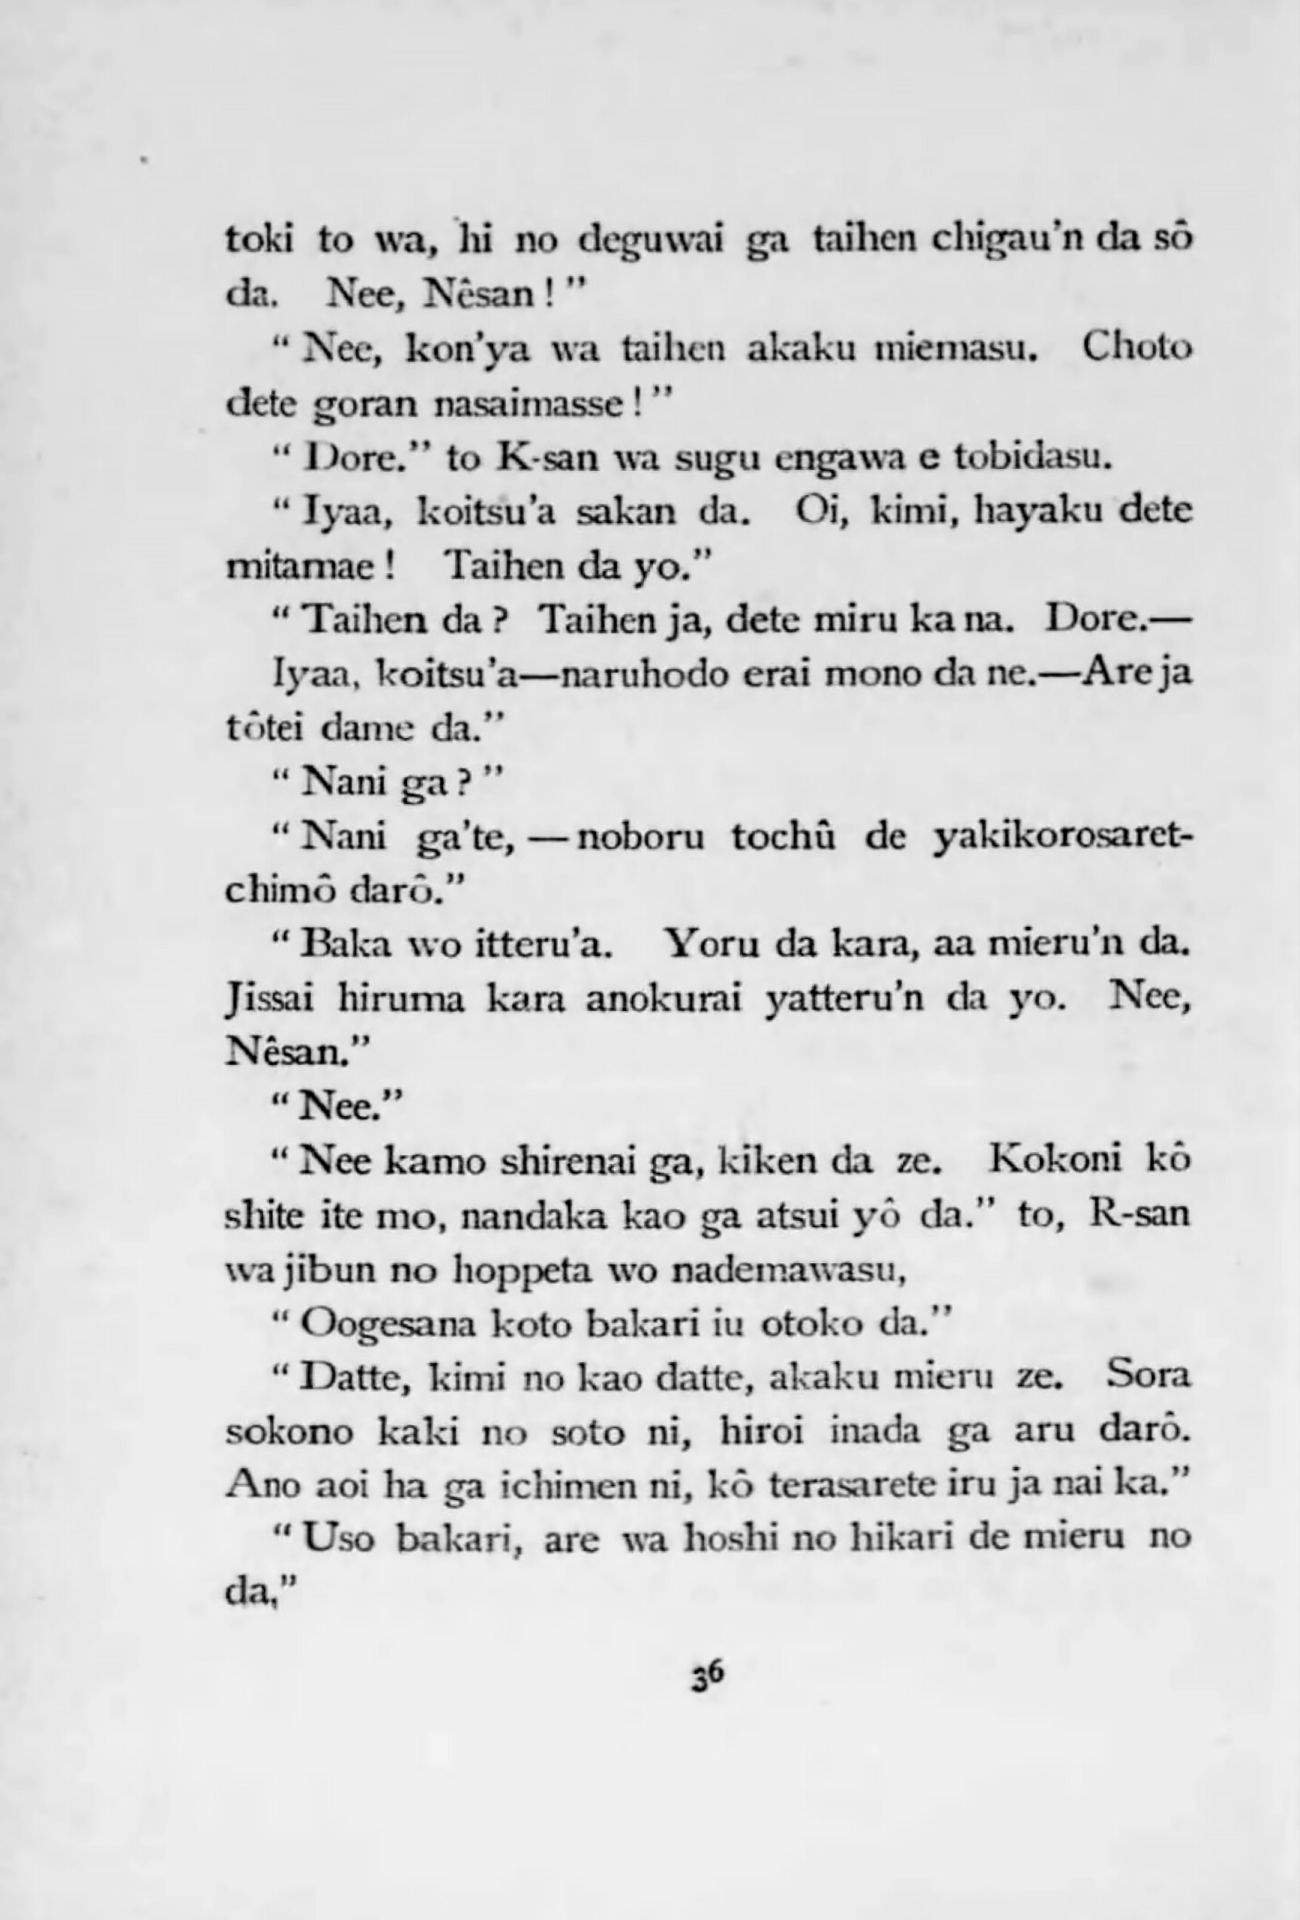 toki to wa, hi no deguwai ga taihen chigau'n da sô
da. Nee, Nêsan ! ”
“ Nee, kon'ya wa taihen akaku miemasu. Choto
dete goran nasaimasse ! ”
“ Dore.” to K-san wa sugu engawa e tobidasu.
“ Iyaa, koitsu'a sakan da. Oi, kimi, hayaku dete
mitamae ! Taihen da yo.”
“ Taihen da ? Taihen ja, dete miru ka na. Dore.—
Iyaa, koitsu'a—naruhodo erai mono da ne.—Are ja
tôtei dame da.”
“ Nani ga ? ”
“ Nani ga'te, — noboru tochû de yakikorosaret-
chimô darô.”
“ Baka wo itteru'a. Yoru da kara, aa mieru'n da.
Jissai hiruma kara anokurai yatteru'n da yo. Nee,
Nêsan.”
“ Nee.”
“ Nee kamo shirenai ga, kiken da ze. Kokoni kô
shite ite mo, nandaka kao ga atsui yô da.” to, R-san
wa jibun no hoppeta wo nademawasu,
“ Oogesana koto bakari iu otoko da.”
“ Datte, kimi no kao datte, akaku mieru ze. Sora
sokono kaki no soto ni, hiroi inada ga aru darô.
Ano aoi ha ga ichimen ni, kô terasarete iru ja nai ka.”
“ Uso bakari, are wa hoshi no hikari de mieru no
da,”
36